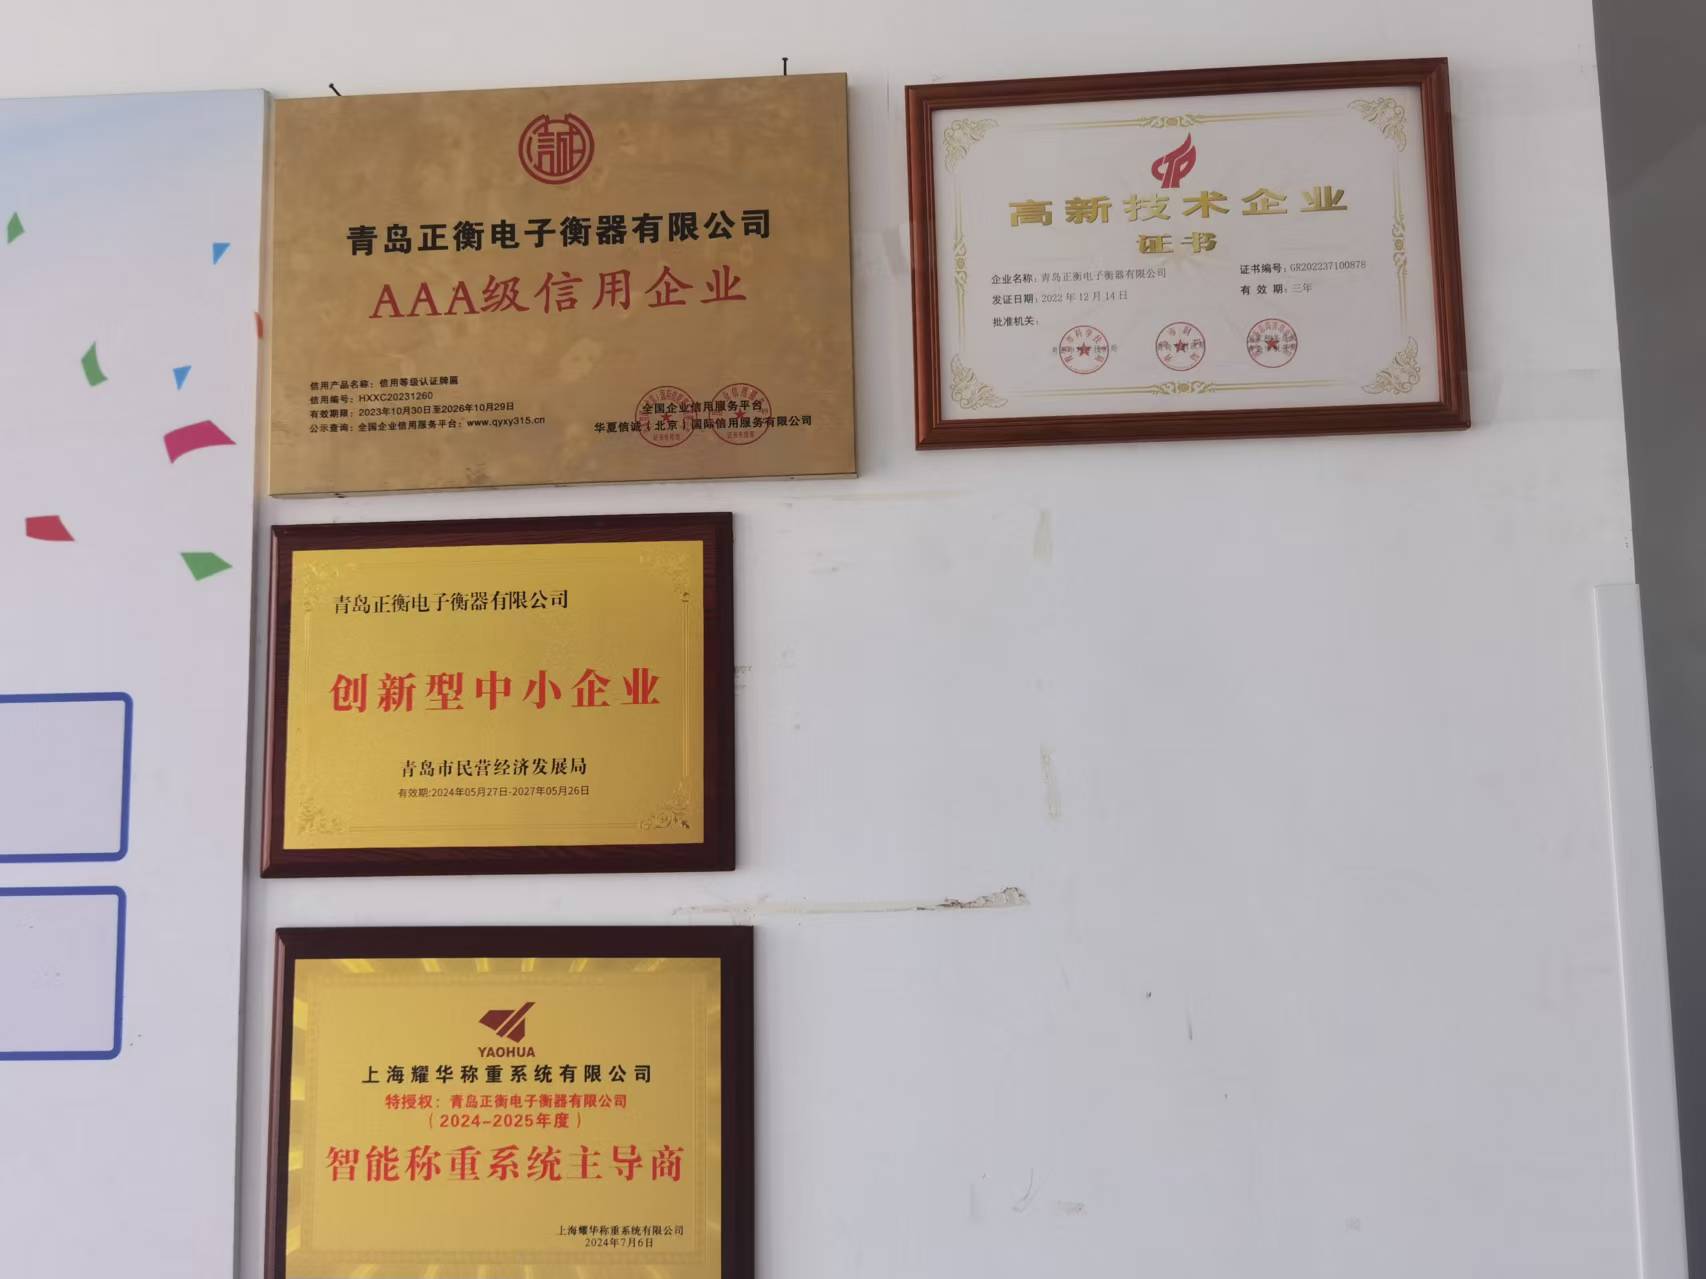 信诚
青岛正衡电子衡器有限公司
AAA级信用企业
信用产品名称：信用等级认证牌匾
信用编号：HXXC20231260
有效期限：2023年10月30日至2026年10月29日
公示查询：全国企业信用服务平台：www.qyxy315.cn
全国企业信用服务平台
华夏信诚（北京）国际信用服务有限公司
高新技术企业
证书
企业名称：青岛正衡电子衡器有限公司
发证日期：2022年12月14日
批准机关：
证书编号：GR202237100878
有效期：三年
青岛正衡电子衡器有限公司
创新型中小企业
青岛市民营经济发展局
有效期:2024年05月27日-2027年05月26日
YAOHUA
上海耀华称重系统有限公司
特授权：青岛正衡电子衡器有限公司
（2024-2025年度）
智能称重系统主导商
上海耀华称重系统有限公司
2024年7月6日